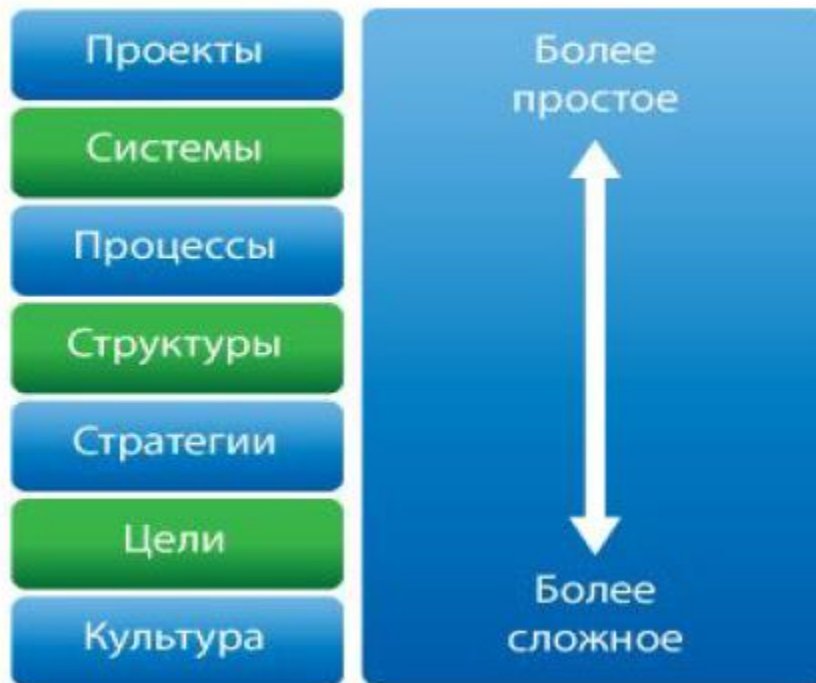 Проекты
Системы
Процессы
Структуры
Стратегии
Цели
Культура
Более
простое
Более
сложное